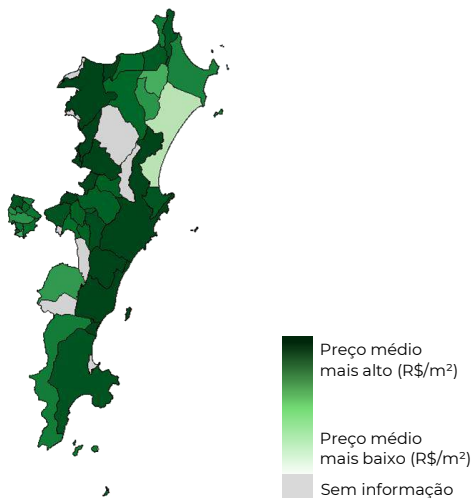 Preço médio
mais alto (R$/m²)
Preço médio
mais baixo (R$/m²)
Sem informação